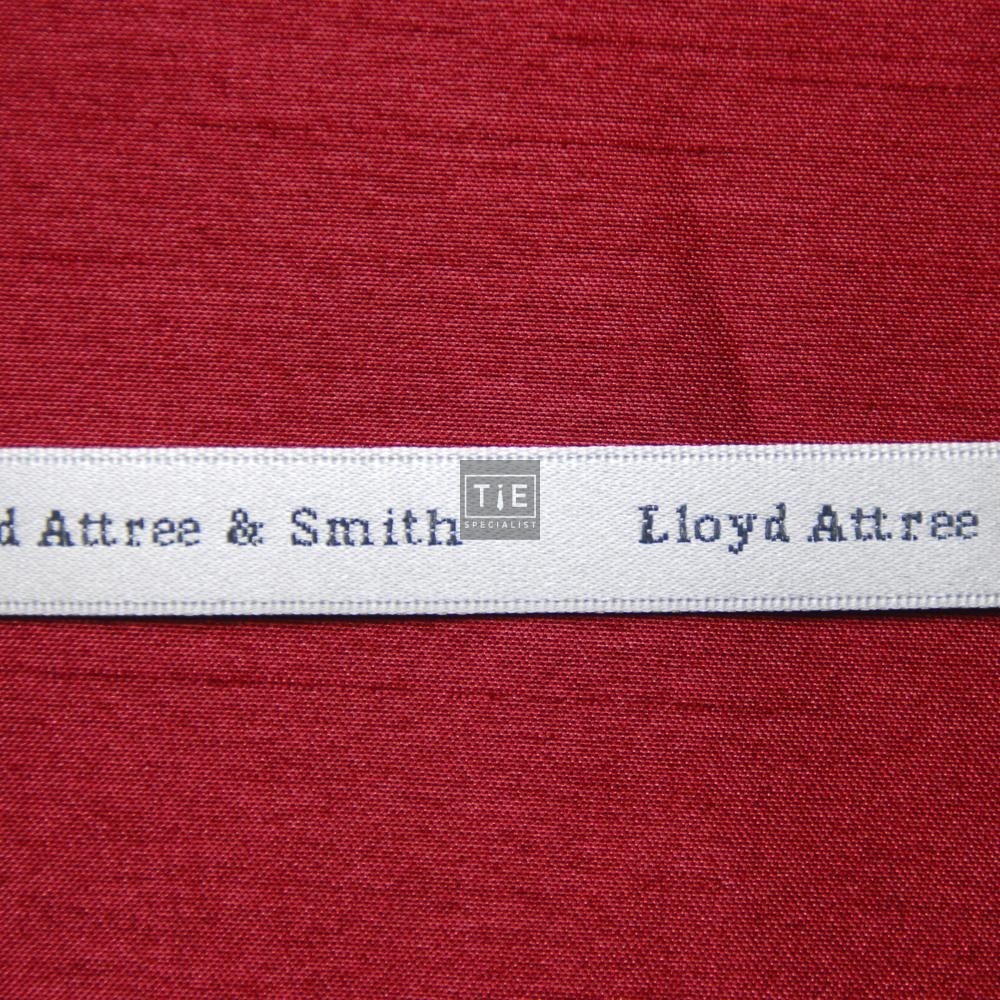 d Attree & Smith Lloyd Attree
TIE
SPECIALIST